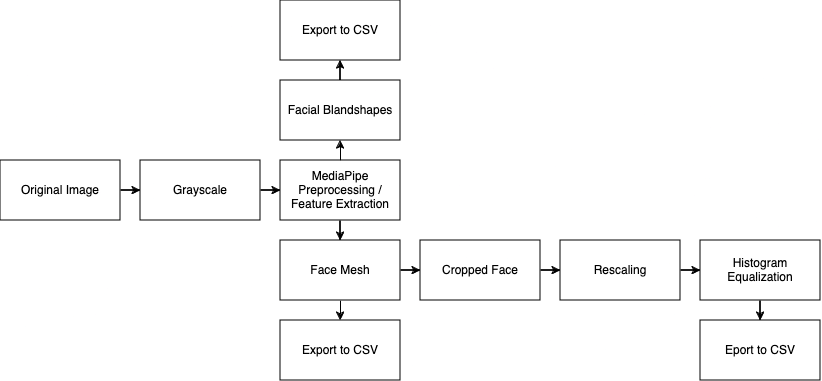 Export to CSV
Facial Blandshapes
Original Image
Grayscale
MediaPipe
Preprocessing /
Feature Extraction
Face Mesh
Cropped Face
Rescaling
Histogram
Equalization
Export to CSV
Eport to CSV